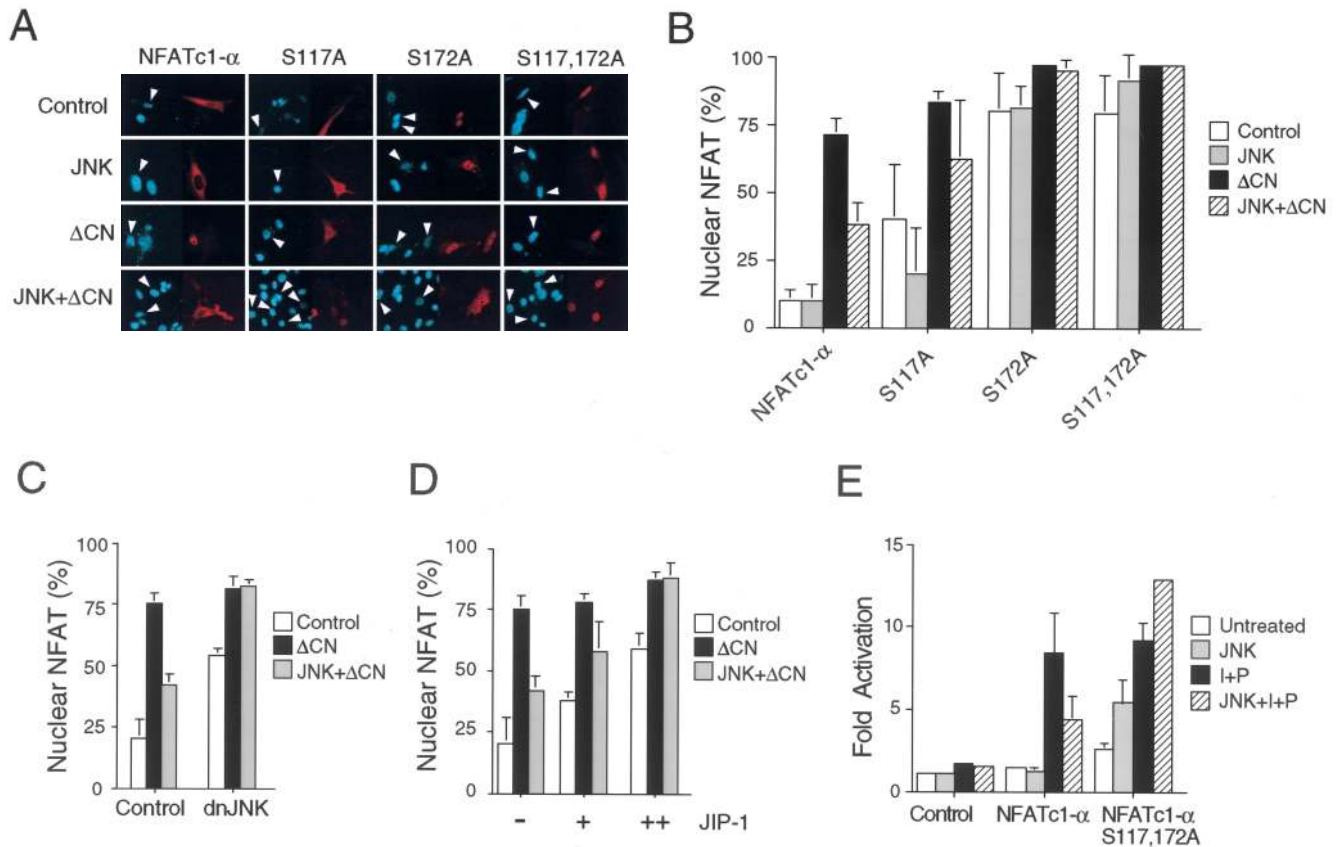 A
NFATc1-α S117A S172A S117,172A
Control
JNK
ΔCN
JNK+ΔCN
B
Nuclear NFAT (%)
100
75
50
25
0
NFATc1-α
S117A
S172A
S117,172A
Control
JNK
ΔCN
JNK+ΔCN
C
Nuclear NFAT (%)
100
75
50
25
0
Control dnJNK
Control
ΔCN
JNK+ΔCN
D
Nuclear NFAT (%)
100
75
50
25
0
- + ++ JIP-1
Control
ΔCN
JNK+ΔCN
E
Fold Activation
15
10
5
0
Control NFATc1-α NFATc1-α
S117,172A
Untreated
JNK
I+P
JNK+I+P